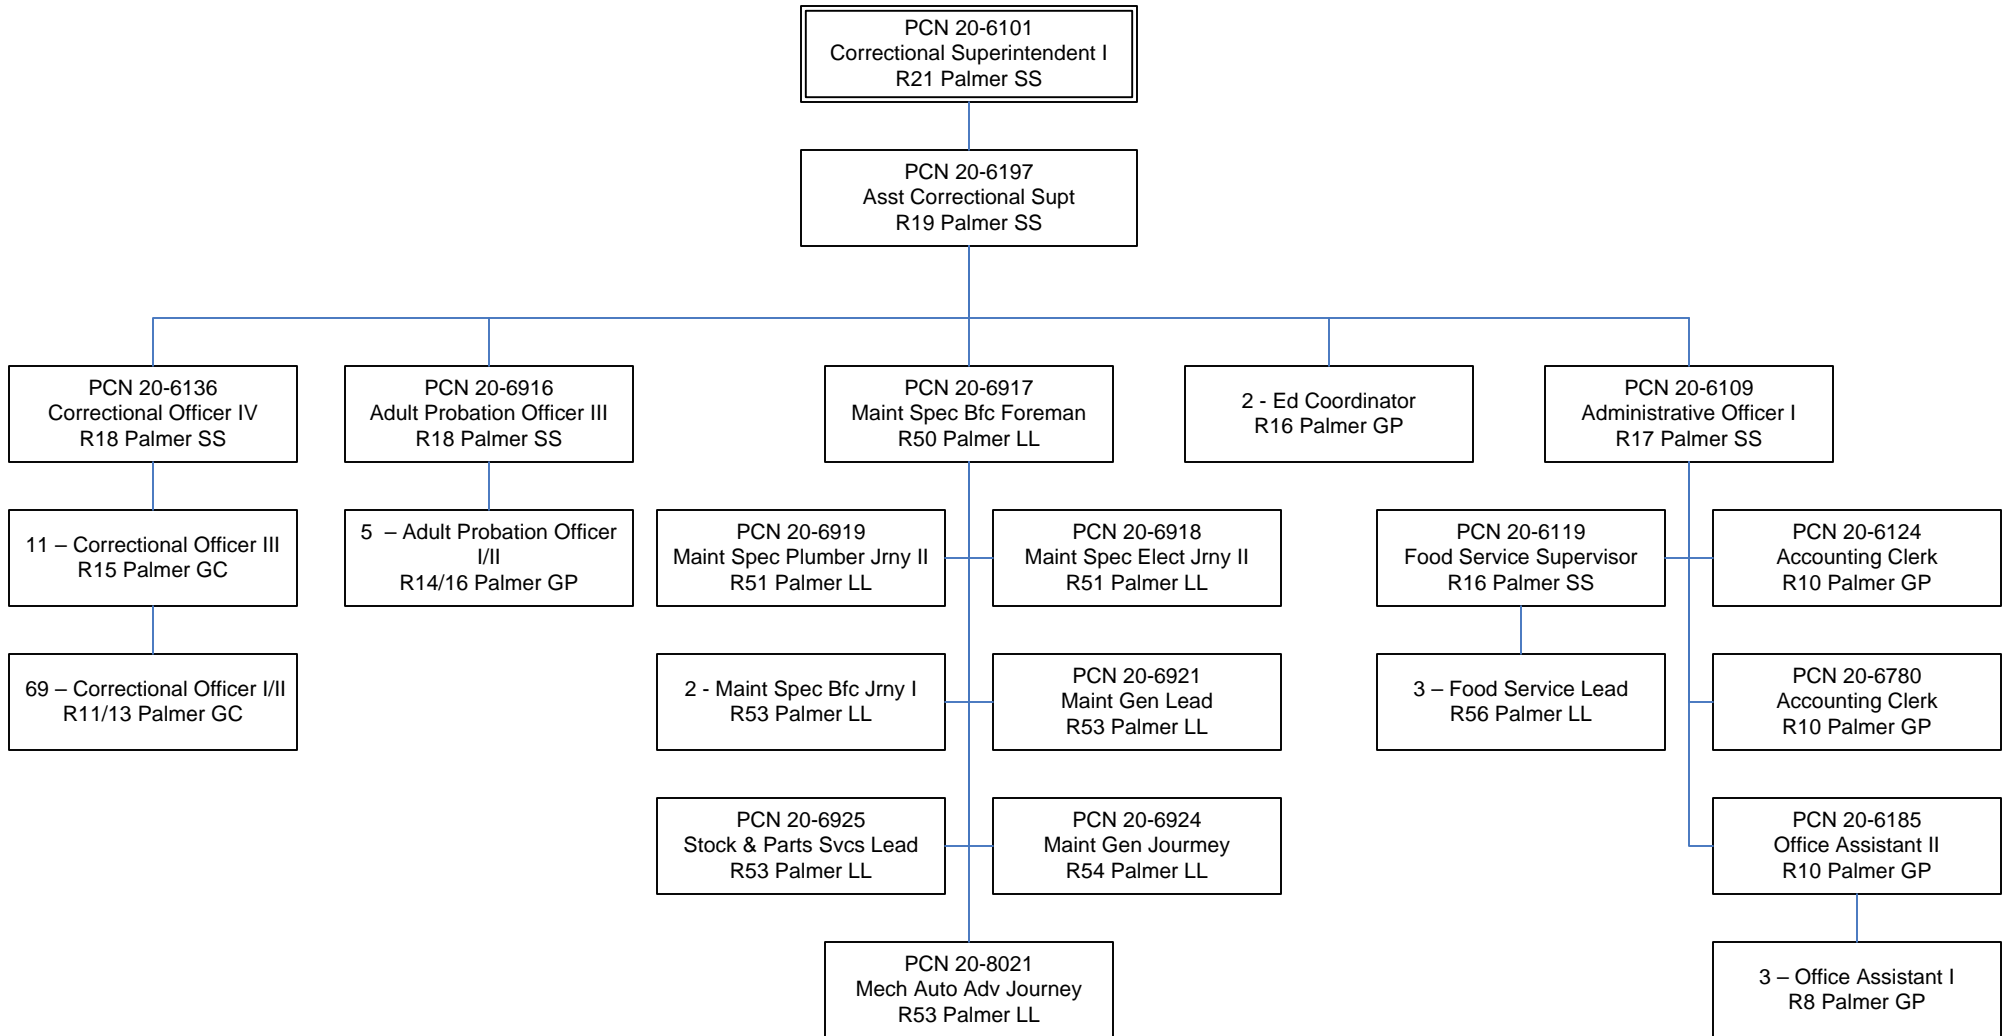 PCN 20-6101
Correctional Superintendent I
R21 Palmer SS
PCN 20-6197
Asst Correctional Supt
R19 Palmer SS
PCN 20-6136
Correctional Officer IV
R18 Palmer SS
PCN 20-6916
Adult Probation Officer III
R18 Palmer SS
PCN 20-6917
Maint Spec Bfc Foreman
R50 Palmer LL
2 - Ed Coordinator
R16 Palmer GP
PCN 20-6109
Administrative Officer I
R17 Palmer SS
11 – Correctional Officer III
R15 Palmer GC
5 – Adult Probation Officer
I/II
R14/16 Palmer GP
PCN 20-6919
Maint Spec Plumber Jrny II
R51 Palmer LL
PCN 20-6918
Maint Spec Elect Jrny II
R51 Palmer LL
PCN 20-6119
Food Service Supervisor
R16 Palmer SS
PCN 20-6124
Accounting Clerk
R10 Palmer GP
69 – Correctional Officer I/II
R11/13 Palmer GC
2 - Maint Spec Bfc Jrny I
R53 Palmer LL
PCN 20-6921
Maint Gen Lead
R53 Palmer LL
3 – Food Service Lead
R56 Palmer LL
PCN 20-6780
Accounting Clerk
R10 Palmer GP
PCN 20-6925
Stock & Parts Svcs Lead
R53 Palmer LL
PCN 20-6924
Maint Gen Jourmey
R54 Palmer LL
PCN 20-6185
Office Assistant II
R10 Palmer GP
PCN 20-8021
Mech Auto Adv Journey
R53 Palmer LL
3 – Office Assistant I
R8 Palmer GP